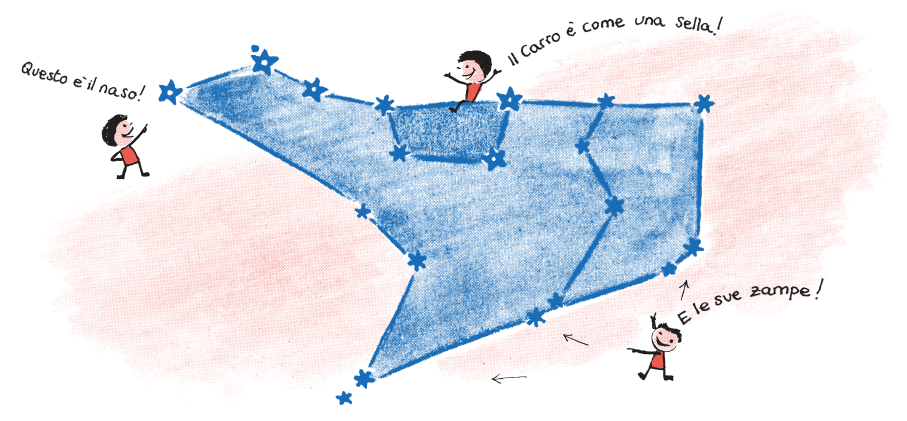 Questo è il naso!
Il Carro è come una sella!
E le sue zampe!